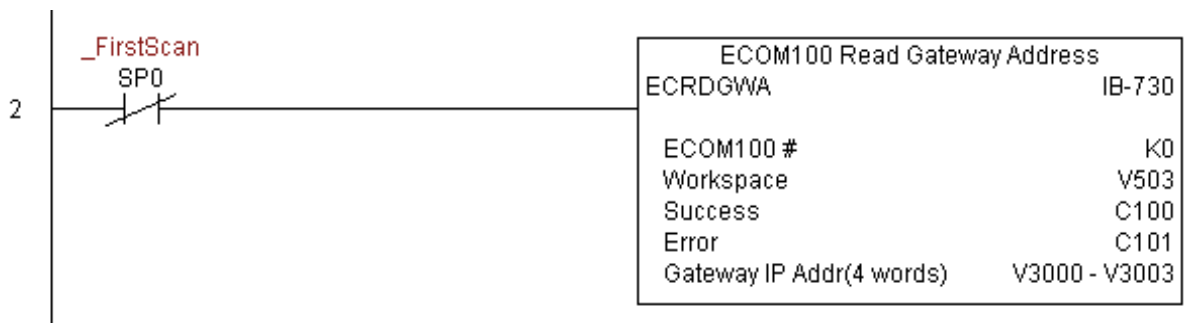 _FirstScan
SP0
2
ECOM100 Read Gateway Address
ECRDGWA IB-730
ECOM100 # K0
Workspace V503
Success C100
Error C101
Gateway IP Addr(4 words) V3000 - V3003